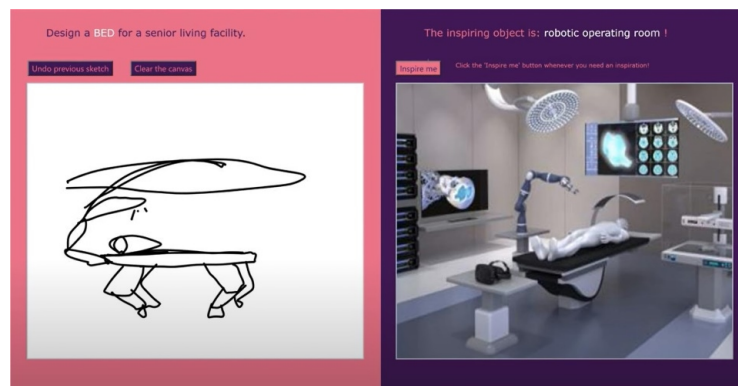 Design a BED for a senior living facility.
Undo previous sketch
Clear the canvas
The inspiring object is: robotic operating room !
Inspire me
Click the 'Inspire me' button whenever you need an inspiration!